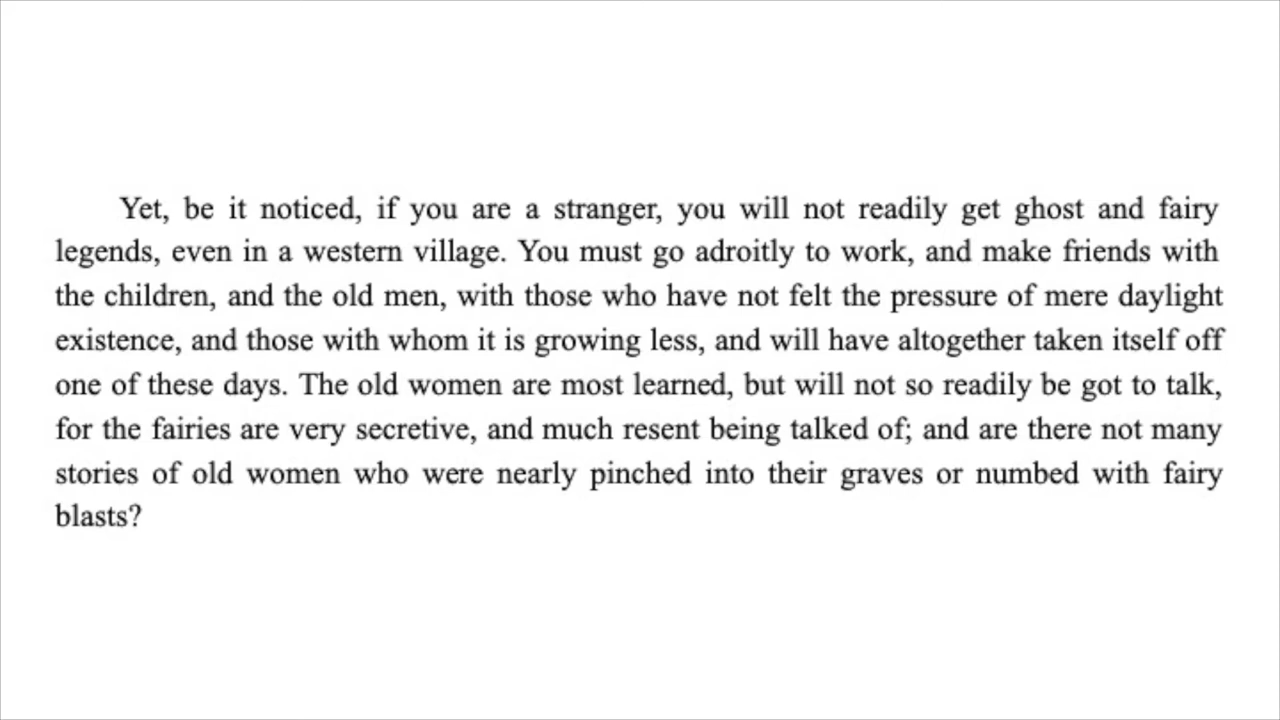 Yet, be it noticed, if you are a stranger, you will not readily get ghost and fairy
legends, even in a western village. You must go adroitly to work, and make friends with
the children, and the old men, with those who have not felt the pressure of mere daylight
existence, and those with whom it is growing less, and will have altogether taken itself off
one of these days. The old women are most learned, but will not so readily be got to talk,
for the fairies are very secretive, and much resent being talked of; and are there not many
stories of old women who were nearly pinched into their graves or numbed with fairy
blasts?